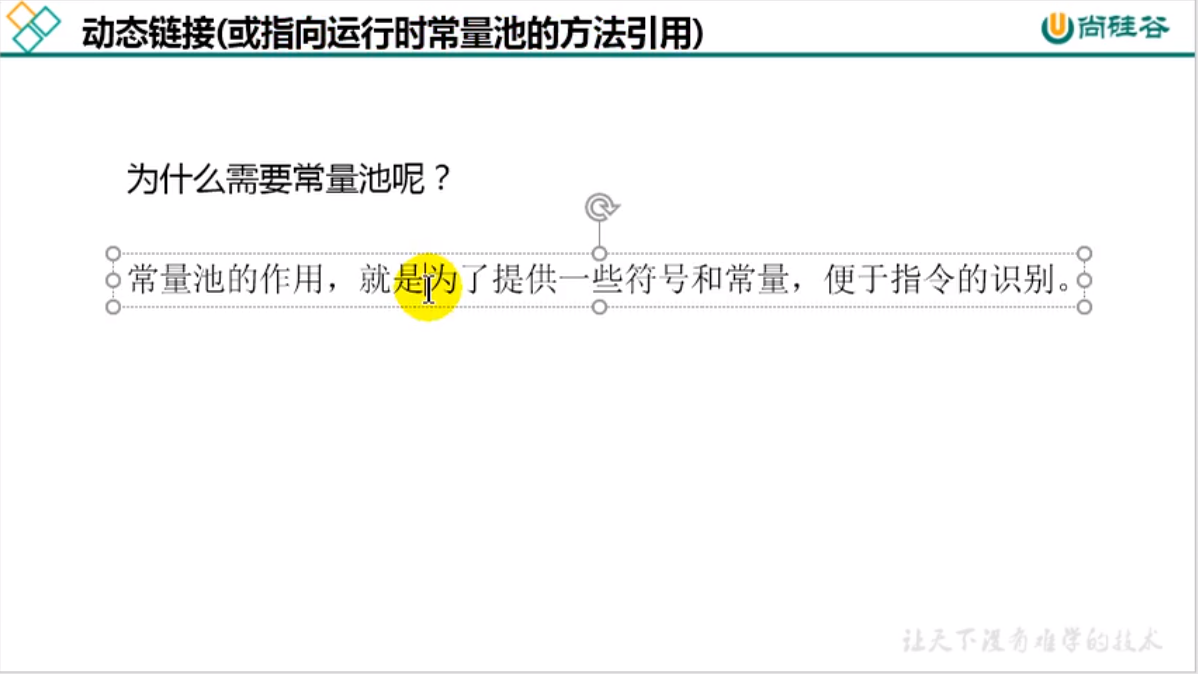 动态链接(或指向运行时常量池的方法引用)
尚硅谷
为什么需要常量池呢？
常量池的作用，就是为了提供一些符号和常量，便于指令的识别。
让天下没有难学的技术